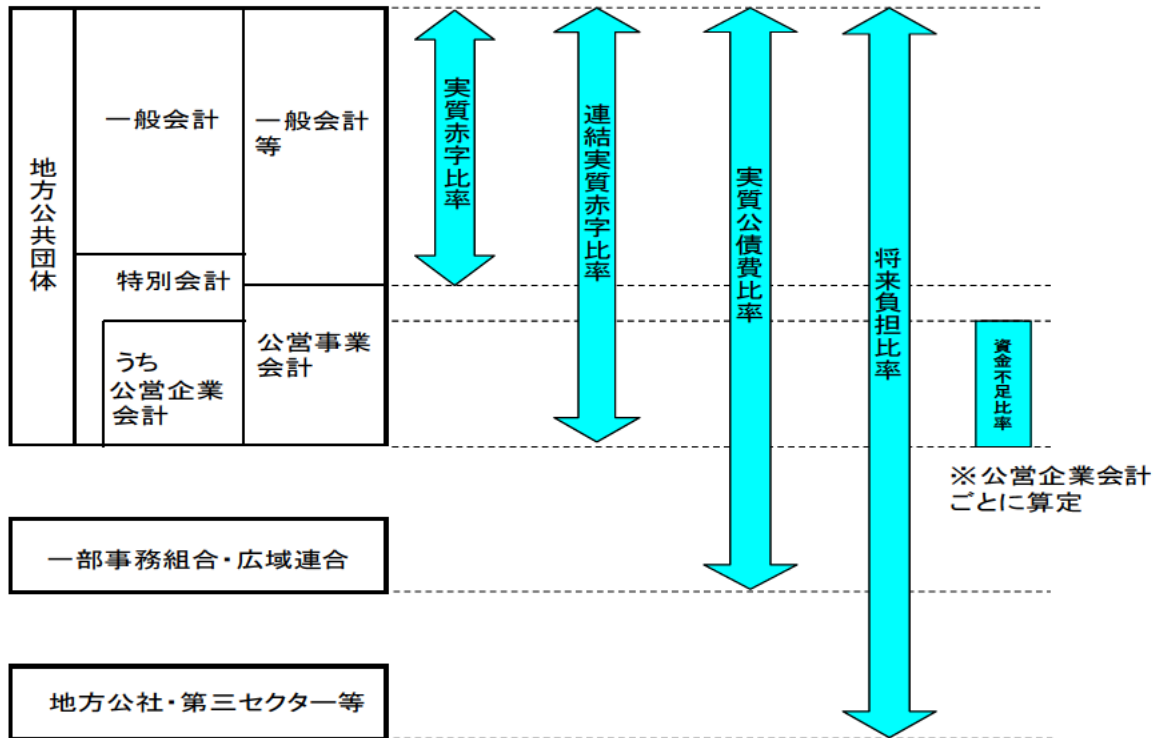 地方公共団体
一般会計
一般会計
等
特別会計
うち
公営企業
会計
公営事業
会計
実質赤字比率
連結実質赤字比率
実質公債費比率
将来負担比率
資金不足比率
※公営企業会計
ごとに算定
一部事務組合・広域連合
地方公社・第三セクター等